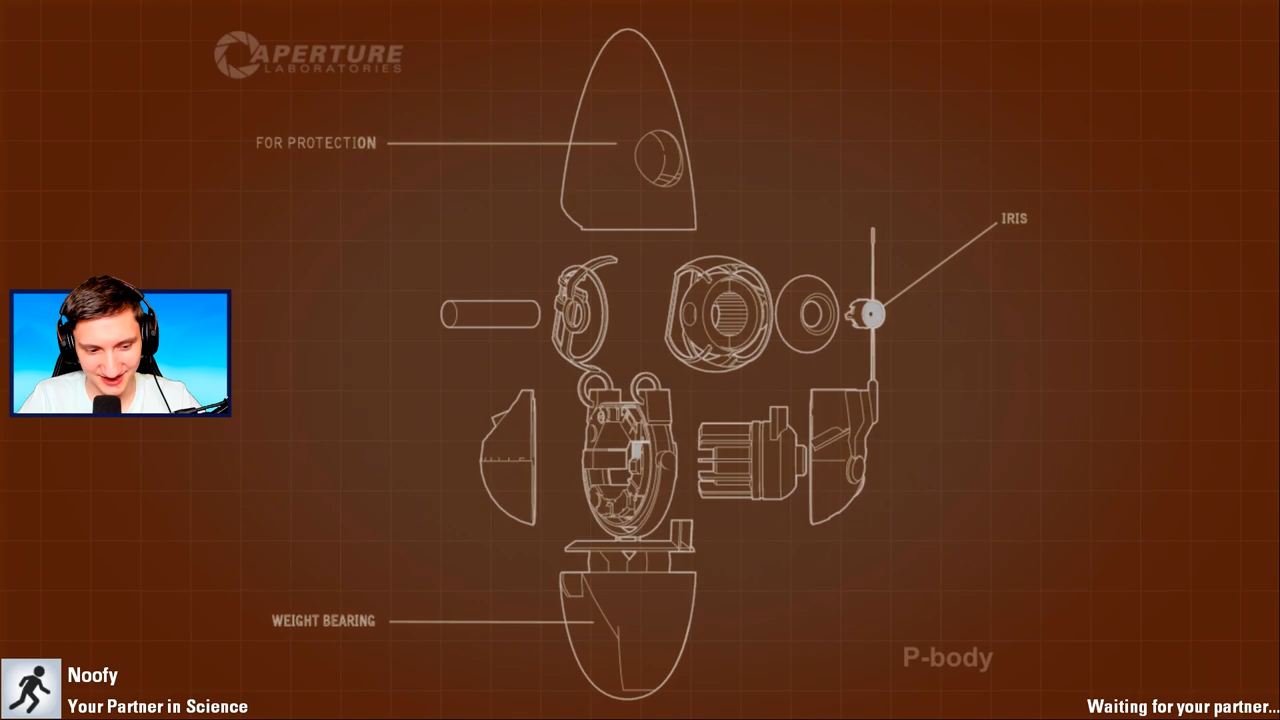 APERTURE
LABORATORIES
FOR PROTECTION
IRIS
WEIGHT BEARING
P-body
Noofy
Your Partner in Science
Waiting for your partner...